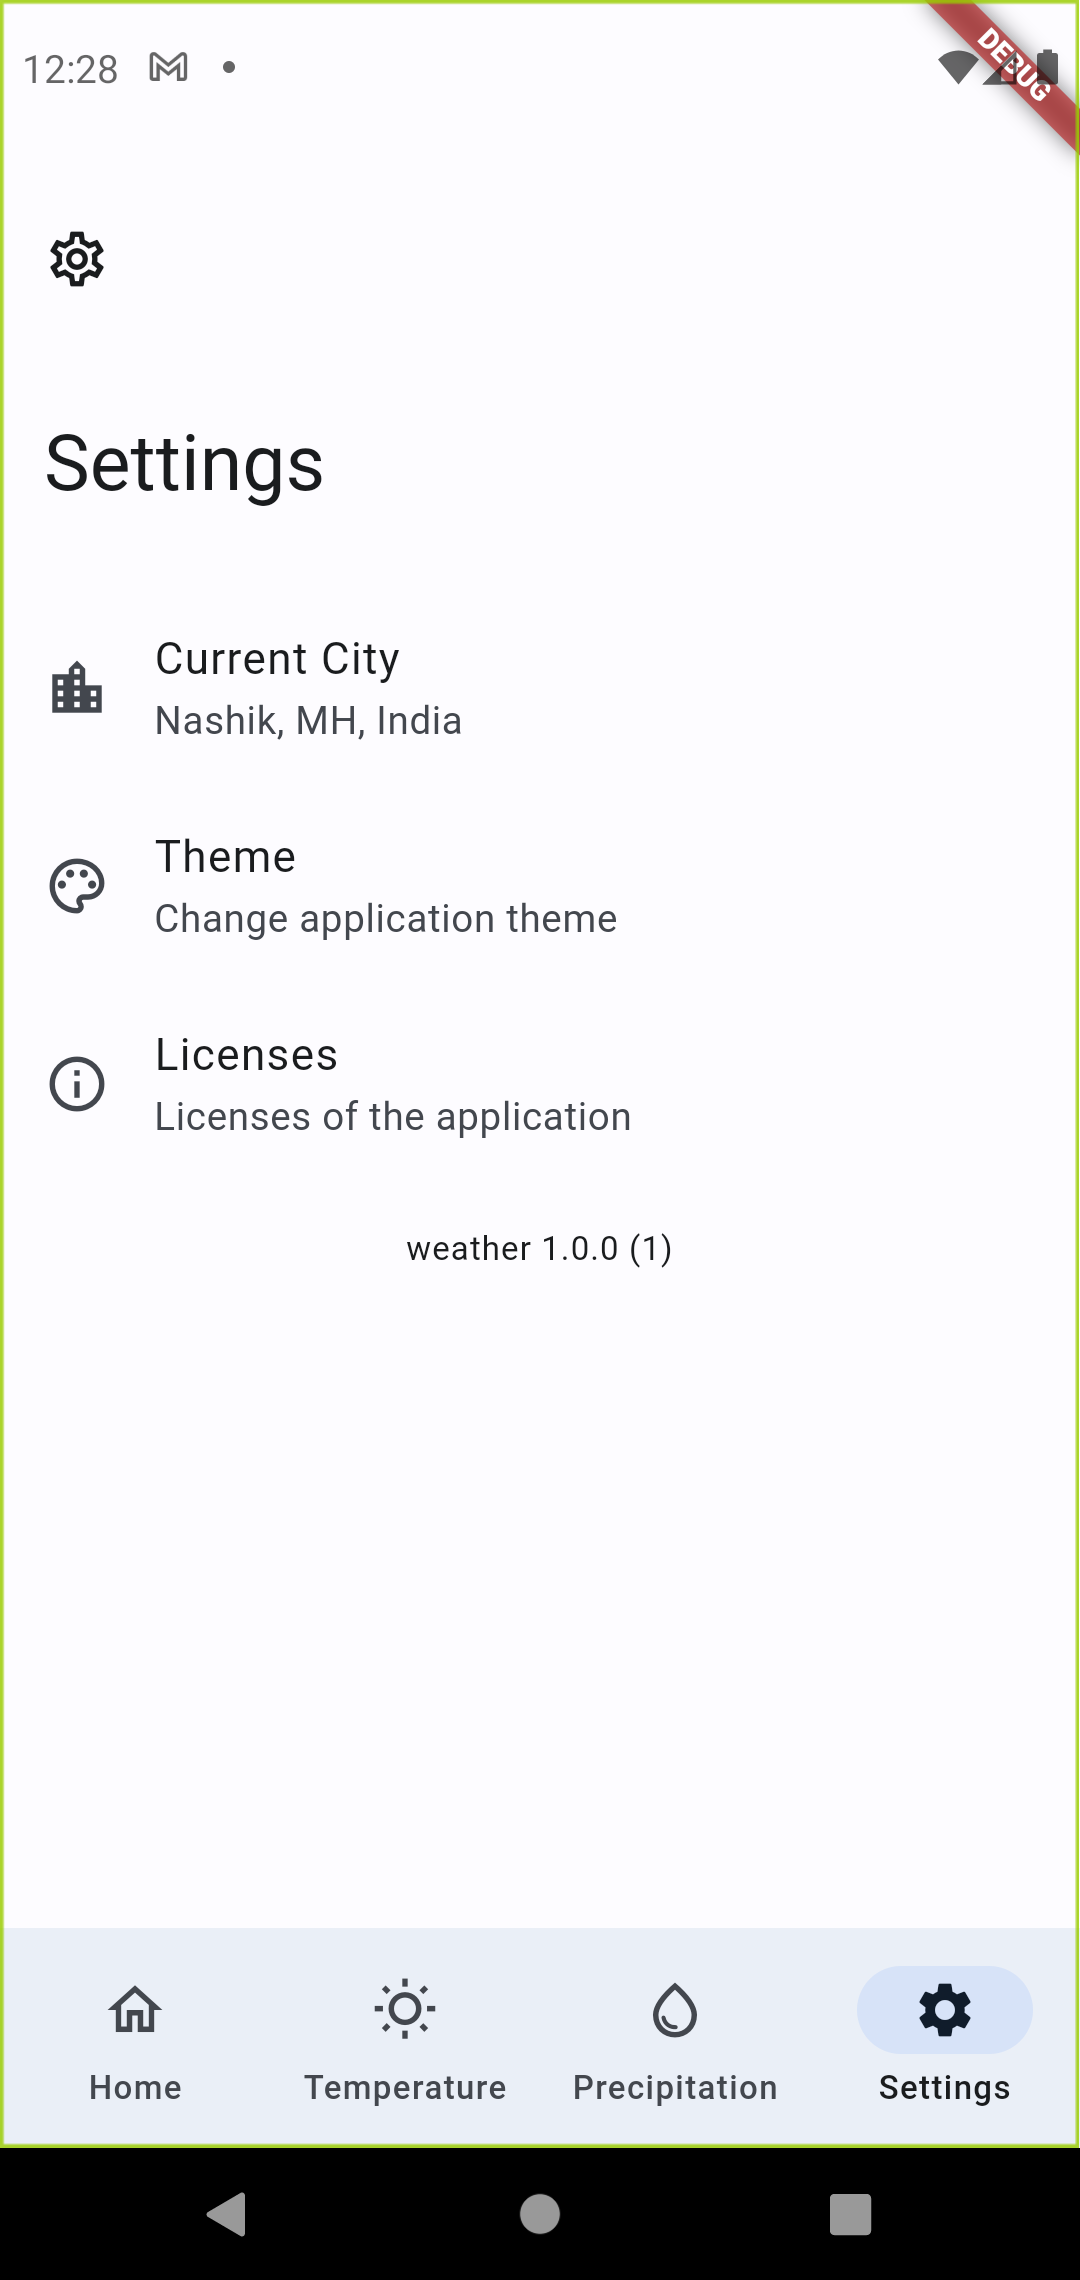 12:28
DEBUG
Settings
Current City
Nashik, MH, India
Theme
Change application theme
Licenses
Licenses of the application
weather 1.0.0 (1)
Home
Temperature
Precipitation
Settings